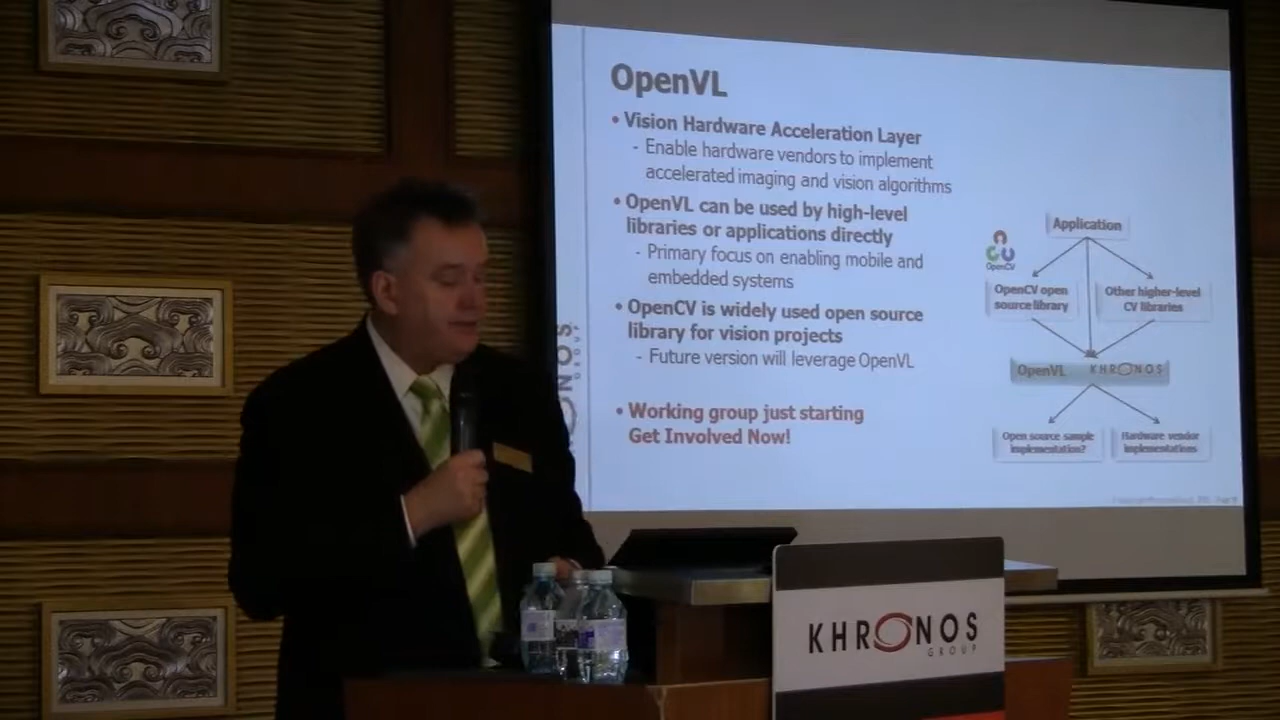 OpenVL
• Vision Hardware Acceleration Layer
- Enable hardware vendors to implement
accelerated imaging and vision algorithms
• OpenVL can be used by high-level
libraries or applications directly
- Primary focus on enabling mobile and
embedded systems
• OpenCV is widely used open source
library for vision projects
- Future version will leverage OpenVL
• Working group just starting
Get Involved Now!
Application
OpenCV
OpenCV open
source library
Other higher-level
CV libraries
OpenVL KHRONOS
Open source sample
implementation?
Hardware vendor
implementations
KHRONOS
GROUP